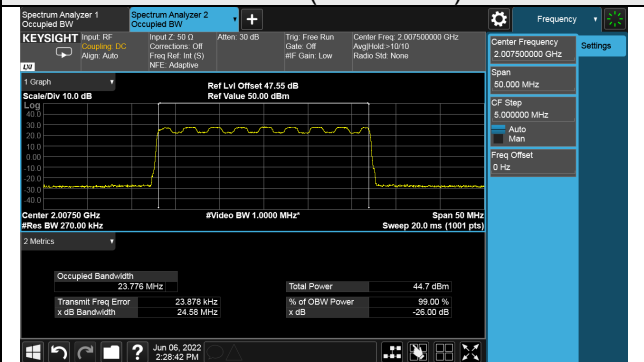 Spectrum Analyzer 1
Occupied BW
Spectrum Analyzer 2
Occupied BW
Frequency
KEYSIGHT
Input: RF
Coupling: DC
Align: Auto
Input Z: 50 Ω
Corrections: Off
Freq Ref: Int (S)
NFE: Adaptive
Atten: 30 dB
Trig: Free Run
Gate: Off
#IF Gain: Low
Center Freq: 2.007500000 GHz
Avg|Hold:>10/10
Radio Std: None
LXI
Center Frequency
2.007500000 GHz
Settings
Span
50.000 MHz
CF Step
5.000000 MHz
Auto
Man
Freq Offset
0 Hz
1 Graph
Scale/Div 10.0 dB
Ref Lvl Offset 47.55 dB
Ref Value 50.00 dBm
Log
40.0
30.0
20.0
10.0
0.00
-10.0
-20.0
-30.0
-40.0
Center 2.00750 GHz
#Video BW 1.0000 MHz*
Span 50 MHz
#Res BW 270.00 kHz
Sweep 20.0 ms (1001 pts)
2 Metrics
Occupied Bandwidth
23.776 MHz
Total Power 44.7 dBm
Transmit Freq Error 23.878 kHz
% of OBW Power 99.00 %
x dB Bandwidth 24.58 MHz
x dB -26.00 dB
Jun 06, 2022
2:28:42 PM